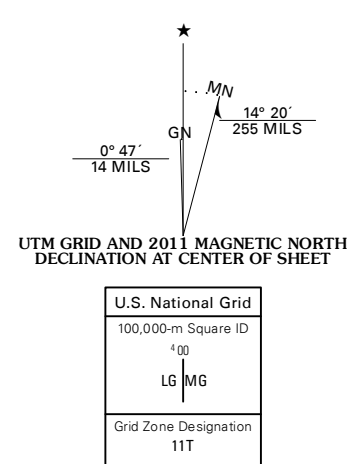 ★
MN
GN
14° 20´
255 MILS
0° 47´
14 MILS
UTM GRID AND 2011 MAGNETIC NORTH
DECLINATION AT CENTER OF SHEET
U.S. National Grid
100,000-m Square ID
⁴00
LG MG
Grid Zone Designation
11T